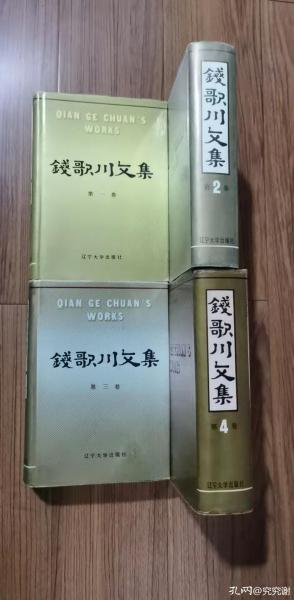 QIAN GE CHUAN'S
WORKS
錢歌川文集
第一卷
辽宁大学出版社
錢歌川文集
第2卷
辽宁大学出版社
QIAN GE CHUAN'S
WORKS
錢歌川文集
第三卷
辽宁大学出版社
錢歌川文集
第4卷
辽宁大学出版社
孔网@究究谢